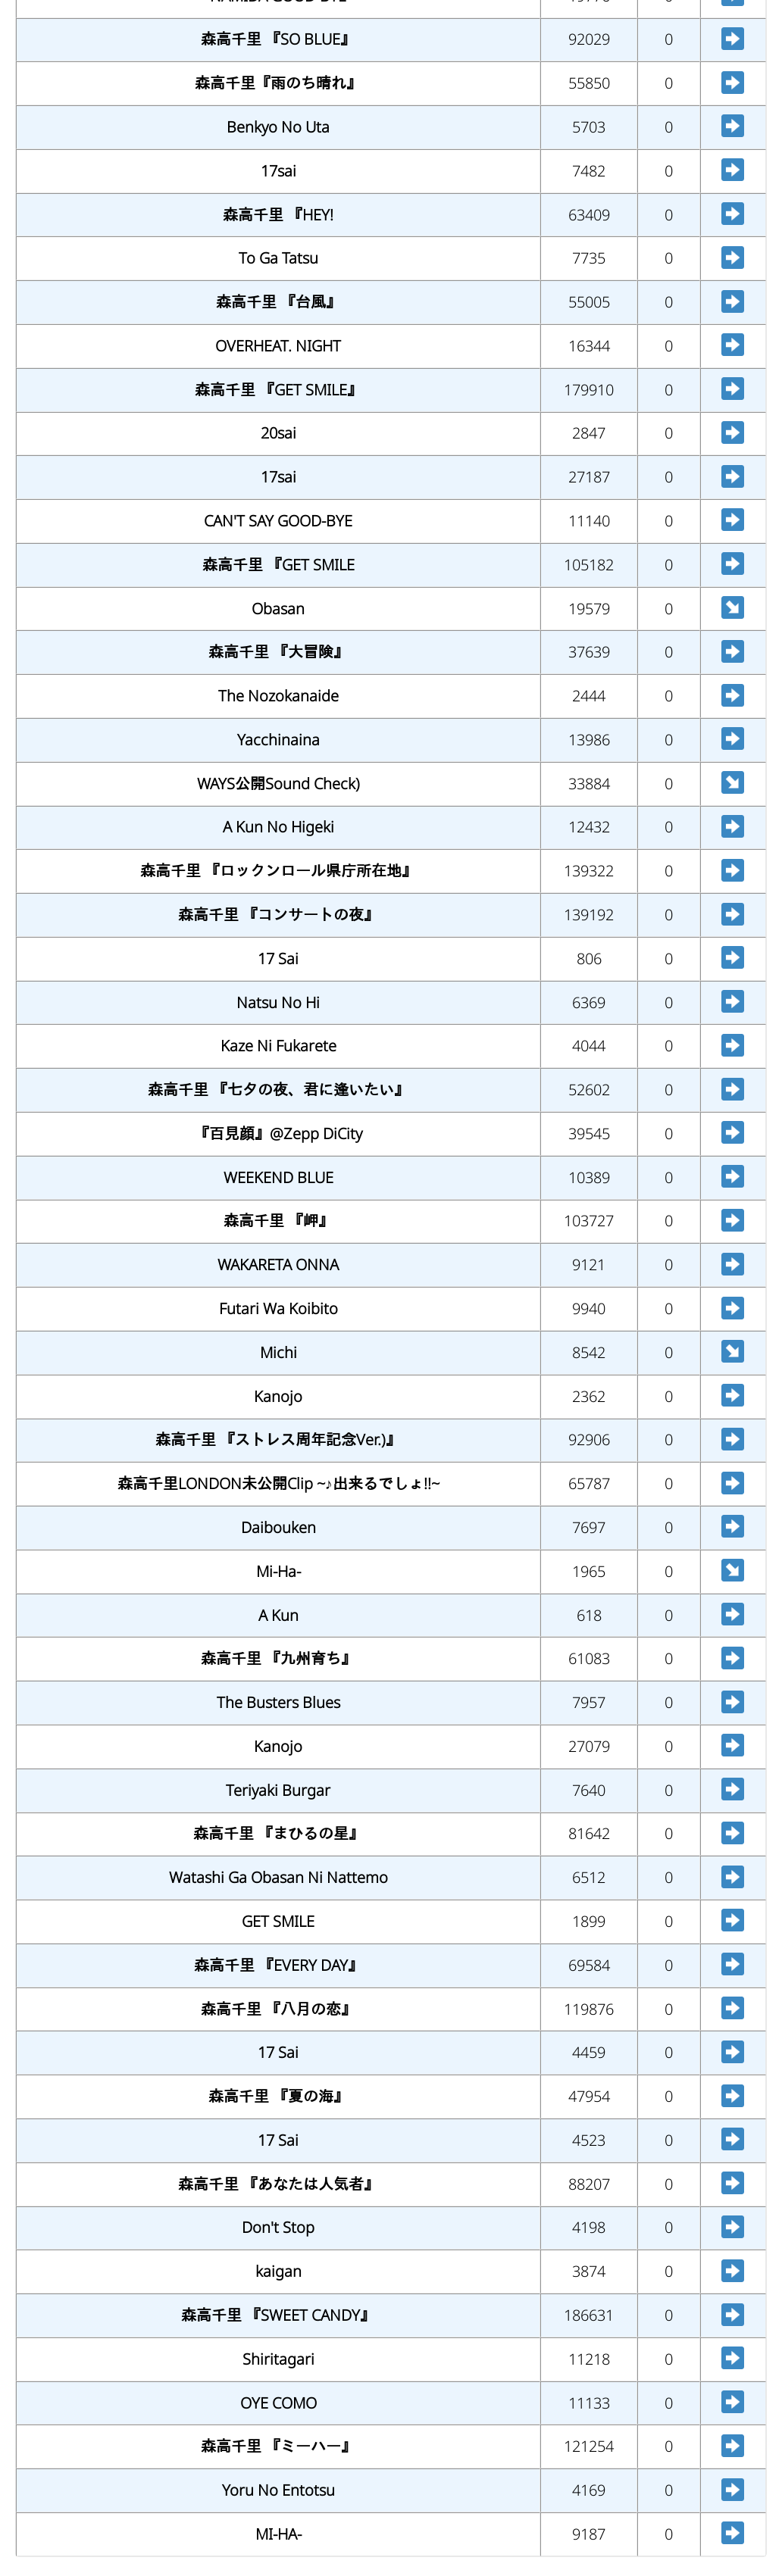 森高千里 『SO BLUE』 92029 0 ➡
森高千里『雨のち晴れ』 55850 0 ➡
Benkyo No Uta 5703 0 ➡
17sai 7482 0 ➡
森高千里 『HEY! 63409 0 ➡
To Ga Tatsu 7735 0 ➡
森高千里 『台風』 55005 0 ➡
OVERHEAT. NIGHT 16344 0 ➡
森高千里 『GET SMILE』 179910 0 ➡
20sai 2847 0 ➡
17sai 27187 0 ➡
CAN'T SAY GOOD-BYE 11140 0 ➡
森高千里 『GET SMILE 105182 0 ➡
Obasan 19579 0 ↘
森高千里 『大冒険』 37639 0 ➡
The Nozokanaide 2444 0 ➡
Yacchinaina 13986 0 ➡
WAYS公開Sound Check) 33884 0 ↘
A Kun No Higeki 12432 0 ➡
森高千里 『ロックンロール県庁所在地』 139322 0 ➡
森高千里 『コンサートの夜』 139192 0 ➡
17 Sai 806 0 ➡
Natsu No Hi 6369 0 ➡
Kaze Ni Fukarete 4044 0 ➡
森高千里 『七夕の夜、君に逢いたい』 52602 0 ➡
『百見顔』@Zepp DiCity 39545 0 ➡
WEEKEND BLUE 10389 0 ➡
森高千里 『岬』 103727 0 ➡
WAKARETA ONNA 9121 0 ➡
Futari Wa Koibito 9940 0 ➡
Michi 8542 0 ↘
Kanojo 2362 0 ➡
森高千里 『ストレス周年記念Ver.)』 92906 0 ➡
森高千里LONDON未公開Clip ~♪出来るでしょ!!~ 65787 0 ➡
Daibouken 7697 0 ➡
Mi-Ha- 1965 0 ↘
A Kun 618 0 ➡
森高千里 『九州育ち』 61083 0 ➡
The Busters Blues 7957 0 ➡
Kanojo 27079 0 ➡
Teriyaki Burgar 7640 0 ➡
森高千里 『まひるの星』 81642 0 ➡
Watashi Ga Obasan Ni Nattemo 6512 0 ➡
GET SMILE 1899 0 ➡
森高千里 『EVERY DAY』 69584 0 ➡
森高千里 『八月の恋』 119876 0 ➡
17 Sai 4459 0 ➡
森高千里 『夏の海』 47954 0 ➡
17 Sai 4523 0 ➡
森高千里 『あなたは人気者』 88207 0 ➡
Don't Stop 4198 0 ➡
kaigan 3874 0 ➡
森高千里 『SWEET CANDY』 186631 0 ➡
Shiritagari 11218 0 ➡
OYE COMO 11133 0 ➡
森高千里 『ミーハー』 121254 0 ➡
Yoru No Entotsu 4169 0 ➡
MI-HA- 9187 0 ➡